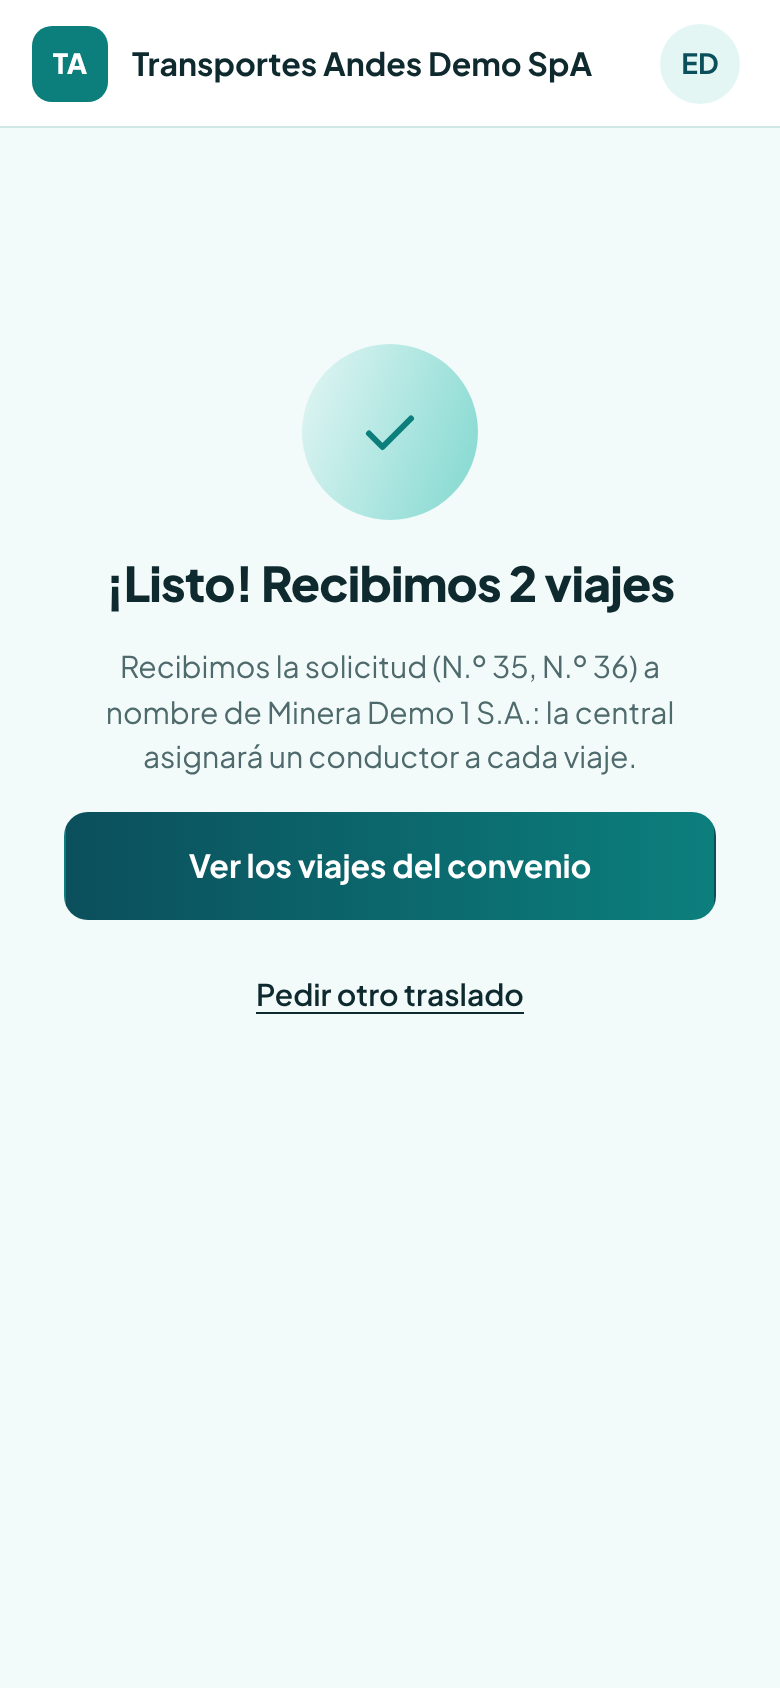 TA
Transportes Andes Demo SpA
ED
¡Listo! Recibimos 2 viajes
Recibimos la solicitud (N.º 35, N.º 36) a
nombre de Minera Demo 1 S.A.: la central
asignará un conductor a cada viaje.
Ver los viajes del convenio
Pedir otro traslado